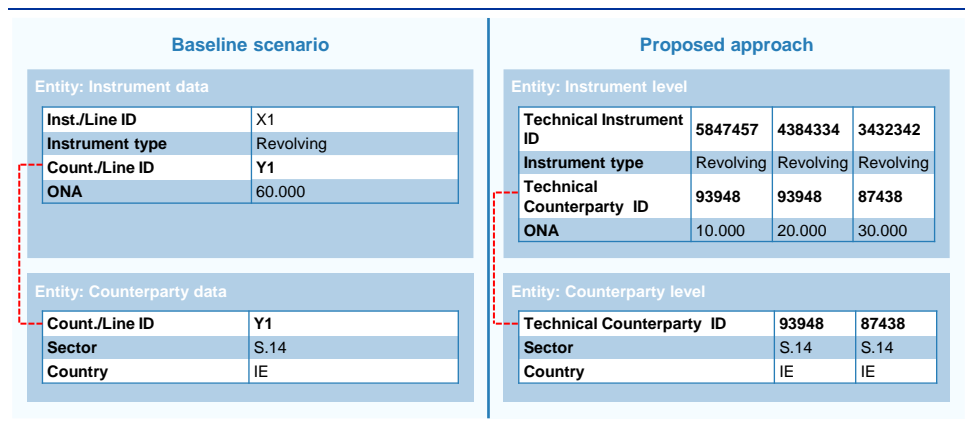 Baseline scenario
Entity: Instrument data
Inst./Line ID X1
Instrument type Revolving
Count./Line ID Y1
ONA 60.000
Entity: Counterparty data
Count./Line ID Y1
Sector S.14
Country IE
Proposed approach
Entity: Instrument level
Technical Instrument
ID 5847457 4384334 3432342
Instrument type Revolving Revolving Revolving
Technical
Counterparty ID 93948 93948 87438
ONA 10.000 20.000 30.000
Entity: Counterparty level
Technical Counterparty ID 93948 87438
Sector S.14 S.14
Country IE IE